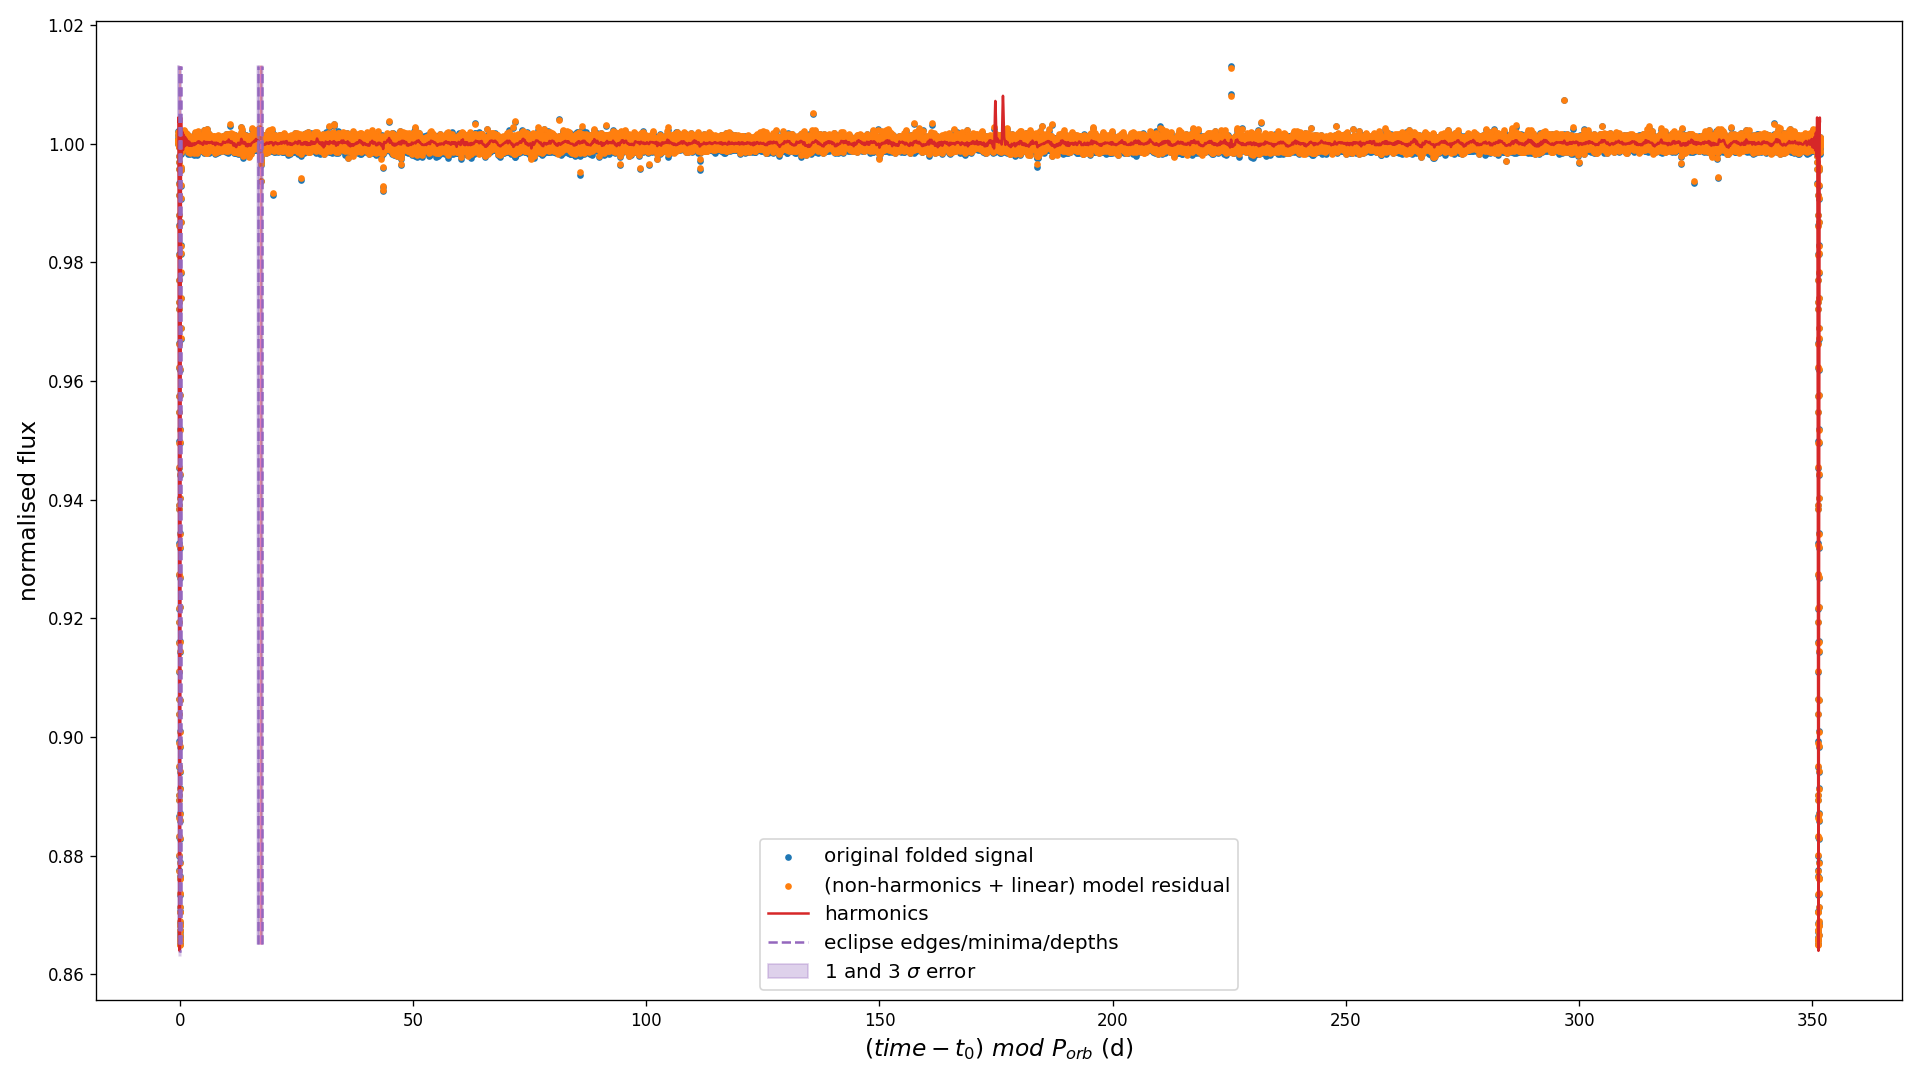 1.02
1.00
0.98
0.96
0.94
0.92
0.90
0.88
0.86
normalised flux
original folded signal
(non-harmonics + linear) model residual
harmonics
eclipse edges/minima/depths
1 and 3 σ error
0 50 100 150 200 250 300 350
(time − t₀) mod P_orb (d)